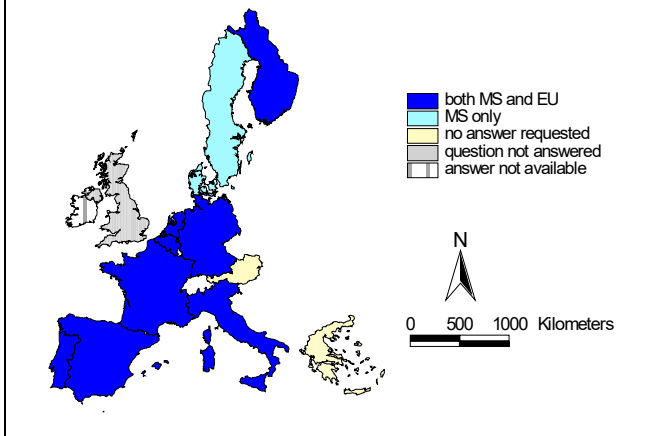 both MS and EU
MS only
no answer requested
question not answered
answer not available
N
0 500 1000 Kilometers